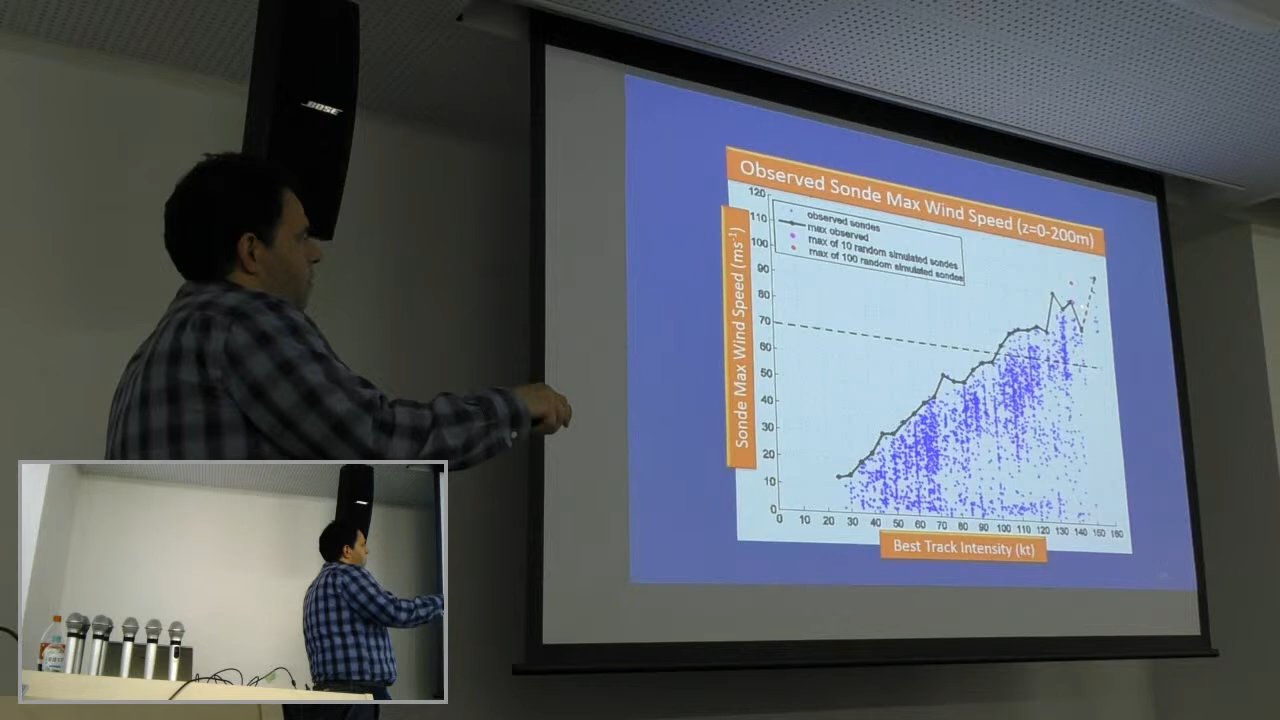 BOSE
Observed Sonde Max Wind Speed (z=0-200m)
observed sondes
max observed
max of 10 random simulated sondes
max of 100 random simulated sondes
Sonde Max Wind Speed (ms-1)
120
110
100
90
80
70
60
50
40
30
20
10
0
0 10 20 30 40 50 60 70 80 90 100 110 120 130 140 150 160
Best Track Intensity (kt)